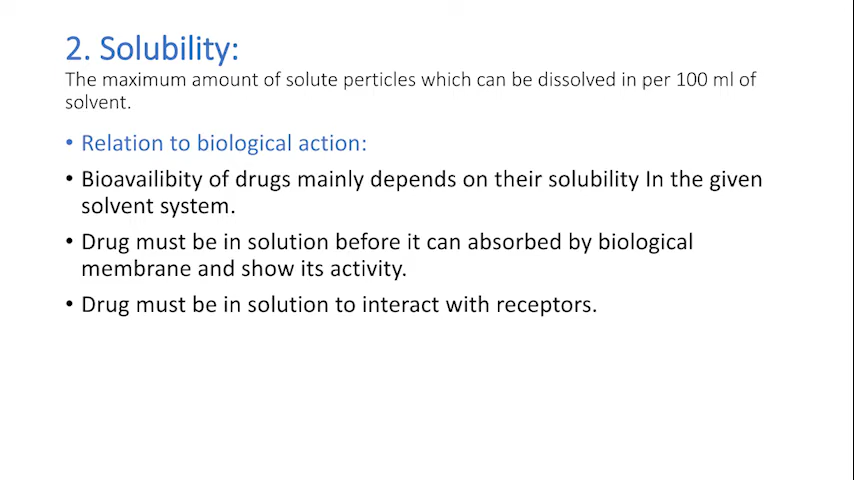 2. Solubility:
The maximum amount of solute perticles which can be dissolved in per 100 ml of
solvent.
• Relation to biological action:
• Bioavailibity of drugs mainly depends on their solubility In the given
solvent system.
• Drug must be in solution before it can absorbed by biological
membrane and show its activity.
• Drug must be in solution to interact with receptors.